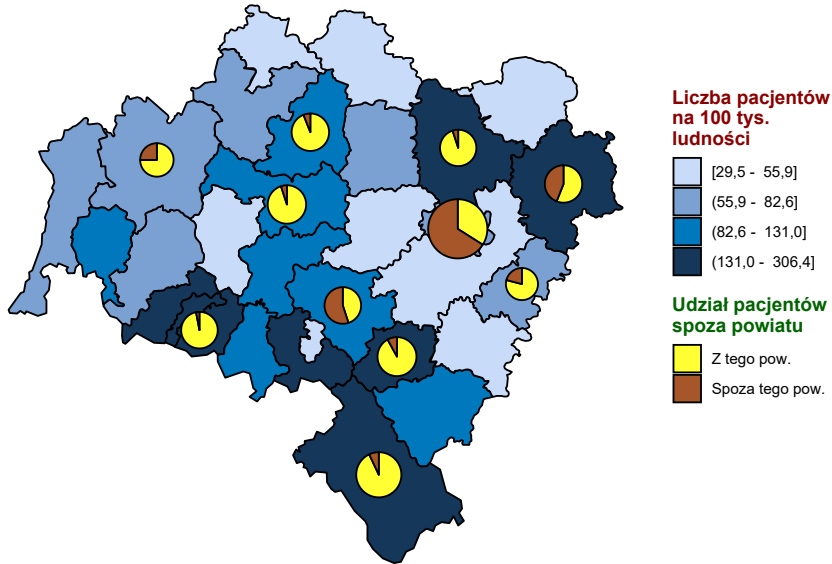 Liczba pacjentów
na 100 tys.
ludności
[29,5 - 55,9]
(55,9 - 82,6]
(82,6 - 131,0]
(131,0 - 306,4]
Udział pacjentów
spoza powiatu
Z tego pow.
Spoza tego pow.